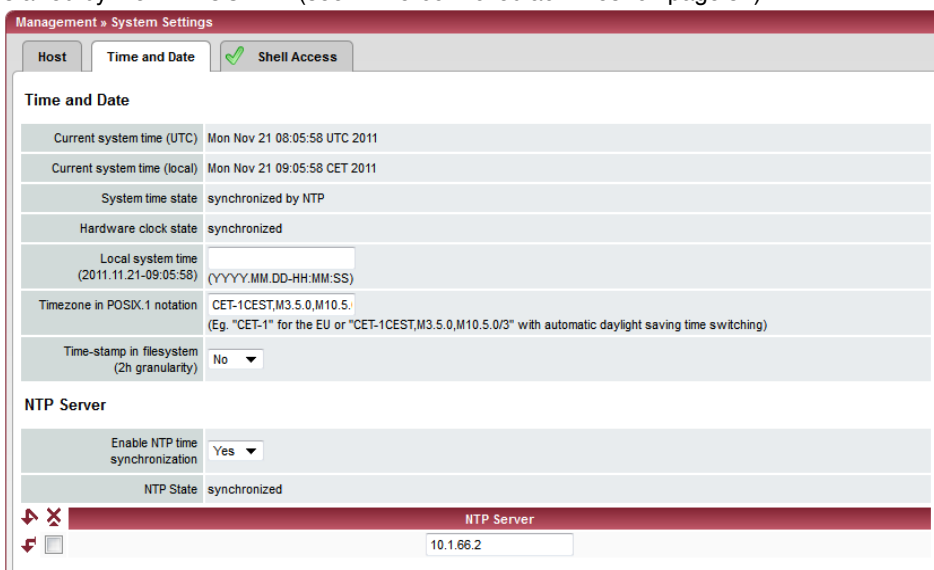 Management » System Settings
Host
Time and Date
Shell Access
Time and Date
Current system time (UTC) Mon Nov 21 08:05:58 UTC 2011
Current system time (local) Mon Nov 21 09:05:58 CET 2011
System time state synchronized by NTP
Hardware clock state synchronized
Local system time
(2011.11.21-09:05:58) (YYYY.MM.DD-HH:MM:SS)
Timezone in POSIX.1 notation CET-1CEST,M3.5.0,M10.5.
(Eg. "CET-1" for the EU or "CET-1CEST,M3.5.0,M10.5.0/3" with automatic daylight saving time switching)
Time-stamp in filesystem
(2h granularity) No
NTP Server
Enable NTP time
synchronization Yes
NTP State synchronized
NTP Server
10.1.66.2